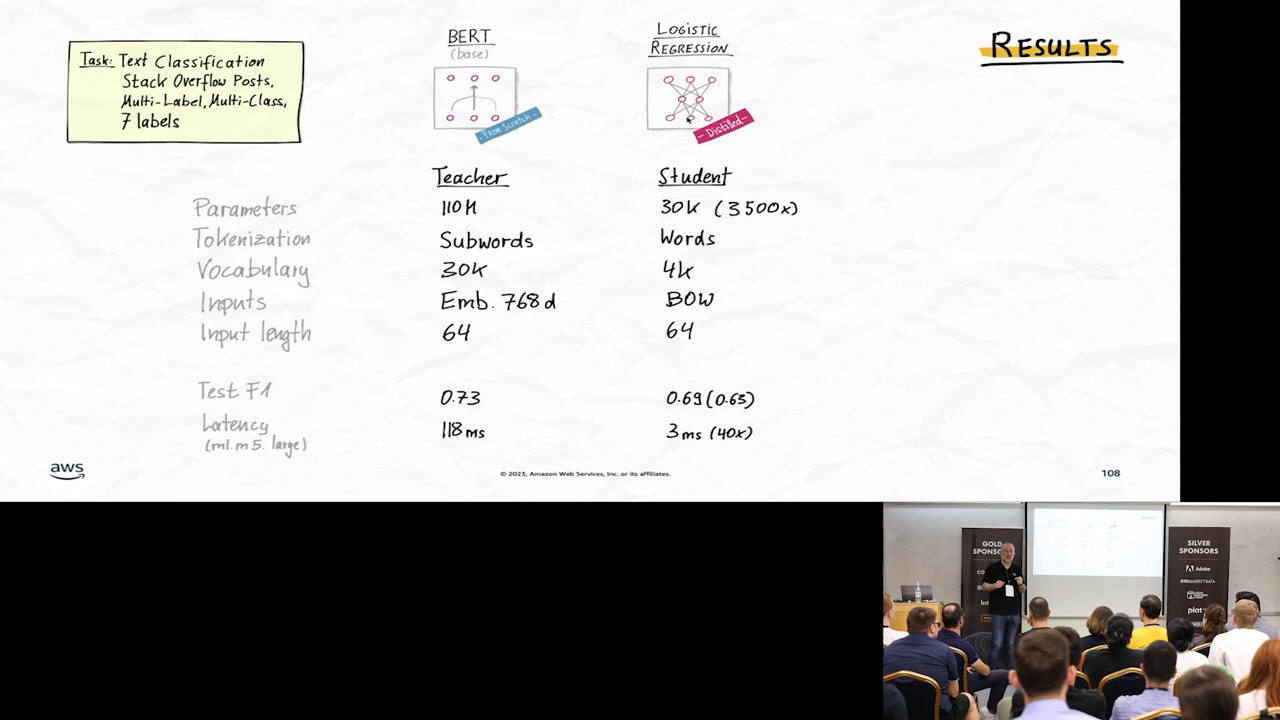 Task: Text Classification
Stack Overflow Posts,
Multi-Label, Multi-Class,
7 labels
BERT
(base)
-From Scratch-
LOGISTIC
REGRESSION
-Distilled-
RESULTS
Teacher Student
Parameters 110M 30K (3500x)
Tokenization Subwords Words
Vocabulary 30K 4K
Inputs Emb. 768d BOW
Input length 64 64
Test F1 0.73 0.69 (0.65)
Latency 118ms 3ms (40x)
(ml.m5.large)
aws
© 2023, Amazon Web Services, Inc. or its affiliates.
108
GOLD
SPONSORS
SILVER
SPONSORS
Adobe
ONEMARKETDATA